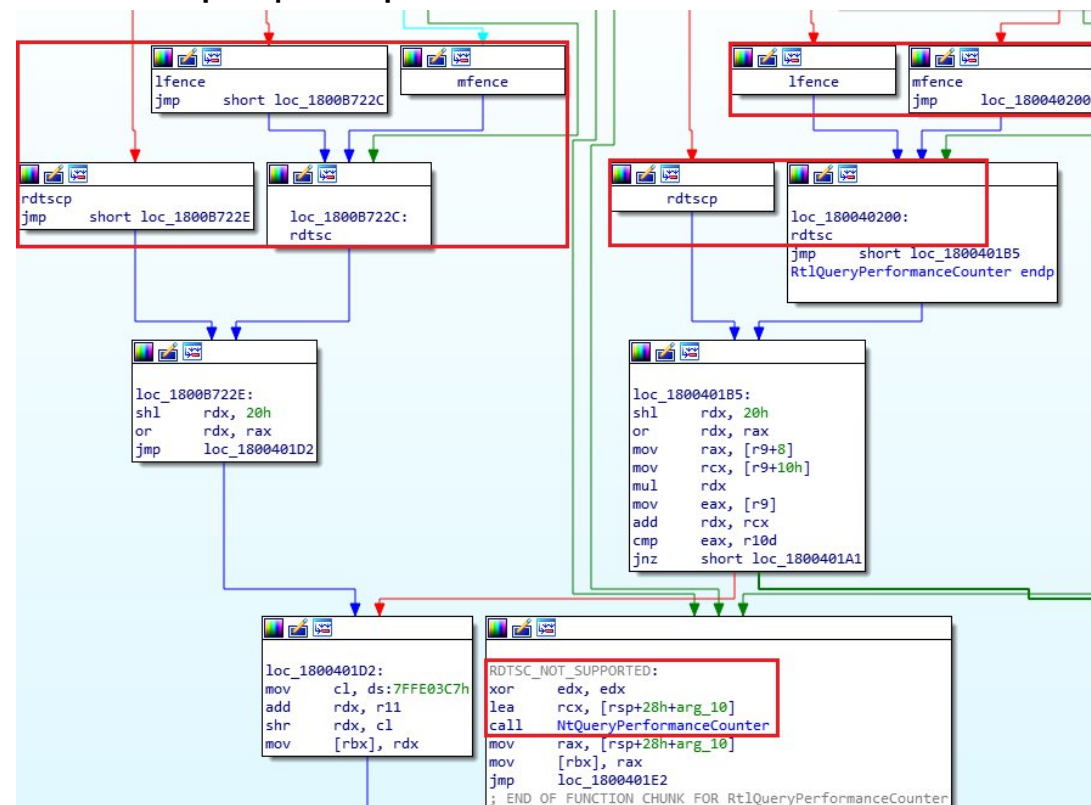 lfence
jmp     short loc_1800B722C
mfence
lfence
mfence
jmp     loc_180040200
rdtscp
jmp     short loc_1800B722E
loc_1800B722C:
rdtsc
rdtscp
loc_180040200:
rdtsc
jmp     short loc_1800401B5
RtlQueryPerformanceCounter endp
loc_1800B722E:
shl     rdx, 20h
or      rdx, rax
jmp     loc_1800401D2
loc_1800401B5:
shl     rdx, 20h
or      rdx, rax
mov     rax, [r9+8]
mov     rcx, [r9+10h]
mul     rdx
mov     eax, [r9]
add     rdx, rcx
cmp     eax, r10d
jnz     short loc_1800401A1
loc_1800401D2:
mov     cl, ds:7FFE03C7h
add     rdx, r11
shr     rdx, cl
mov     [rbx], rdx
RDTSC_NOT_SUPPORTED:
xor     edx, edx
lea     rcx, [rsp+28h+arg_10]
call    NtQueryPerformanceCounter
mov     rax, [rsp+28h+arg_10]
mov     [rbx], rax
jmp     loc_1800401E2
; END OF FUNCTION CHUNK FOR RtlQueryPerformanceCounter